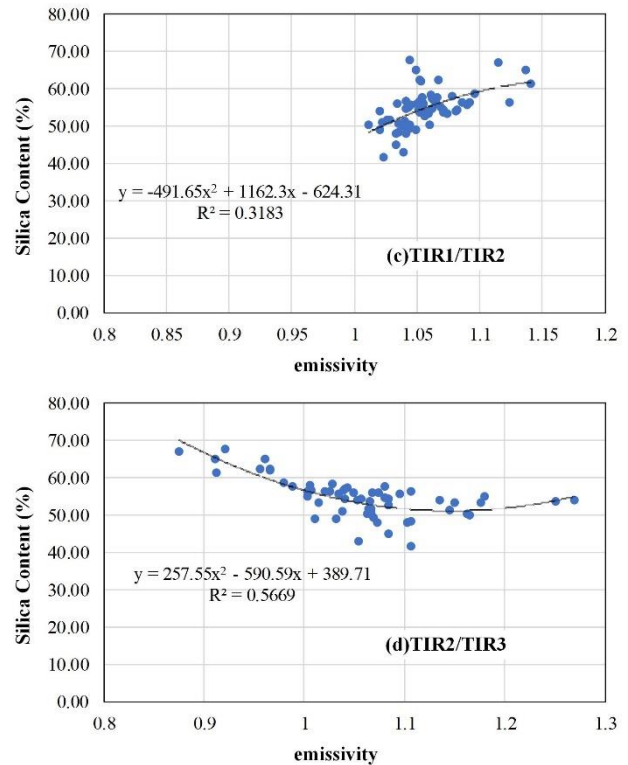 80.00
70.00
60.00
50.00
40.00
30.00
20.00
10.00
0.00
Silica Content (%)
y = -491.65x² + 1162.3x - 624.31
R² = 0.3183
(c)TIR1/TIR2
0.8 0.85 0.9 0.95 1 1.05 1.1 1.15 1.2
emissivity
80.00
70.00
60.00
50.00
40.00
30.00
20.00
10.00
0.00
Silica Content (%)
y = 257.55x² - 590.59x + 389.71
R² = 0.5669
(d)TIR2/TIR3
0.8 0.9 1 1.1 1.2 1.3
emissivity